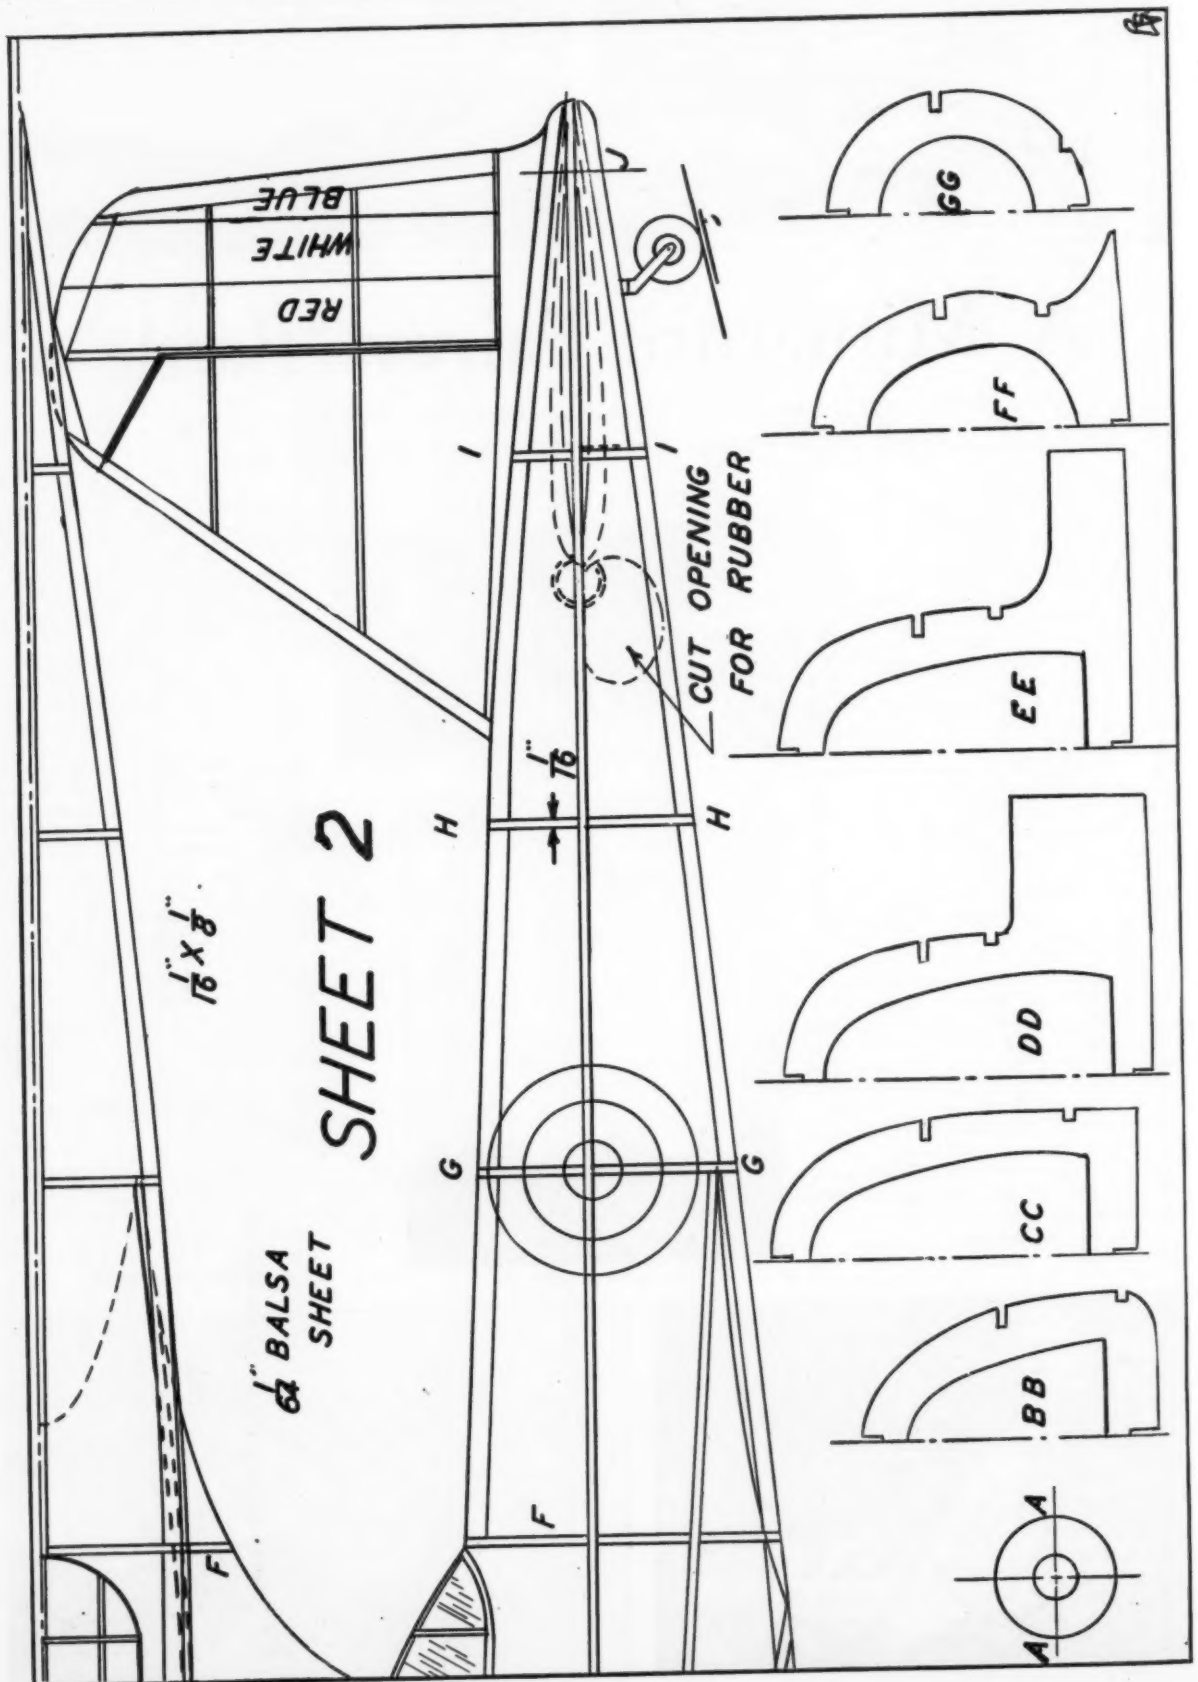 SHEET 2
1/16" X 1/8"
1/64" BALSA
SHEET
BLUE
WHITE
RED
CUT OPENING
FOR RUBBER
1/16"
F
F
G
G
H
H
I
I
J
A
A
BB
CC
DD
EE
FF
GG